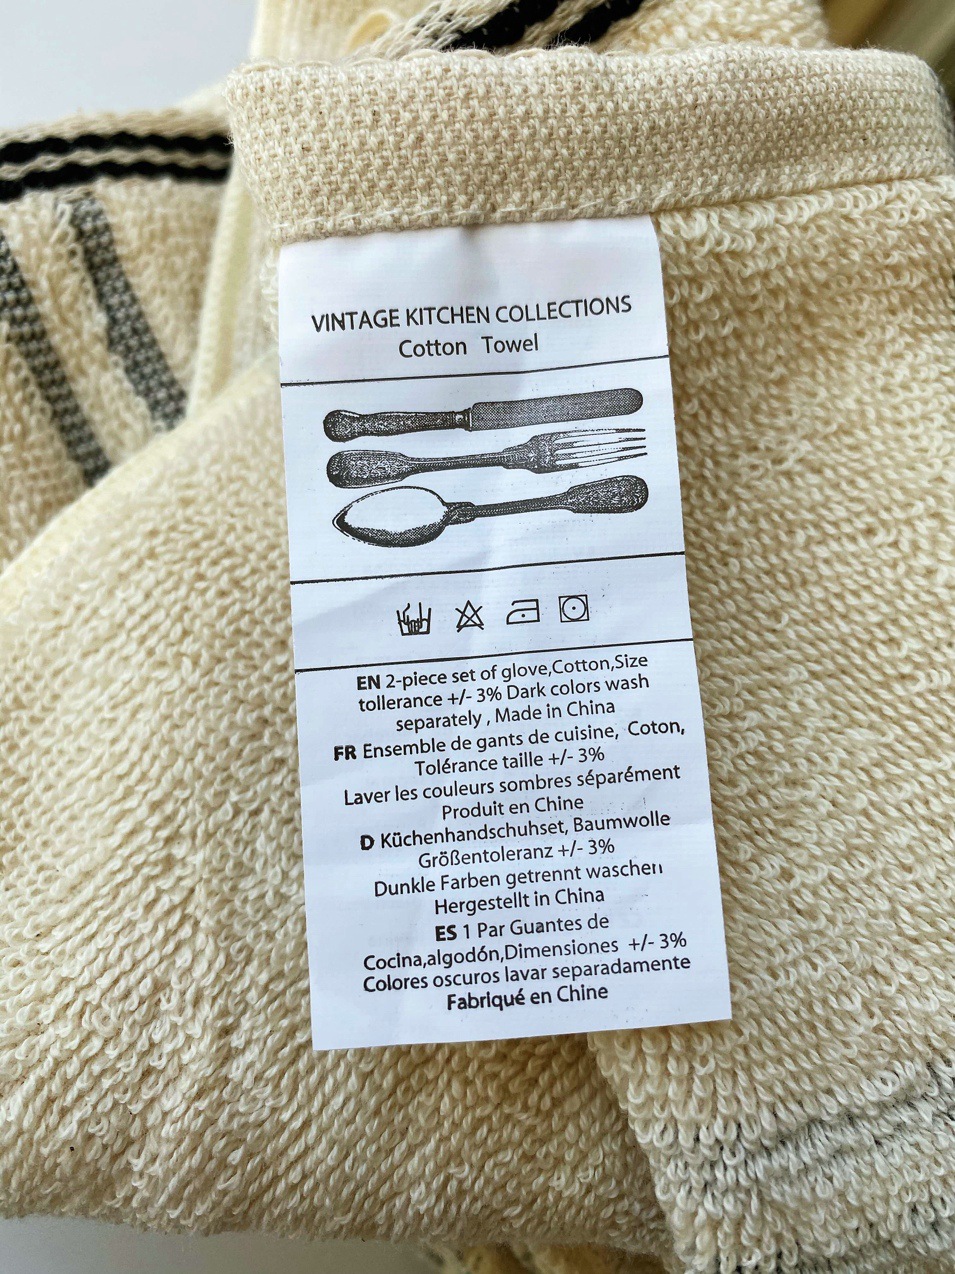 VINTAGE KITCHEN COLLECTIONS
Cotton Towel
EN 2-piece set of glove,Cotton,Size
tollerance +/- 3% Dark colors wash
separately , Made in China
FR Ensemble de gants de cuisine, Coton,
Tolérance taille +/- 3%
Laver les couleurs sombres séparément
Produit en Chine
D Küchenhandschuhset, Baumwolle
Größentoleranz +/- 3%
Dunkle Farben getrennt waschen
Hergestellt in China
ES 1 Par Guantes de
Cocina,algodón,Dimensiones +/- 3%
Colores oscuros lavar separadamente
Fabriqué en Chine